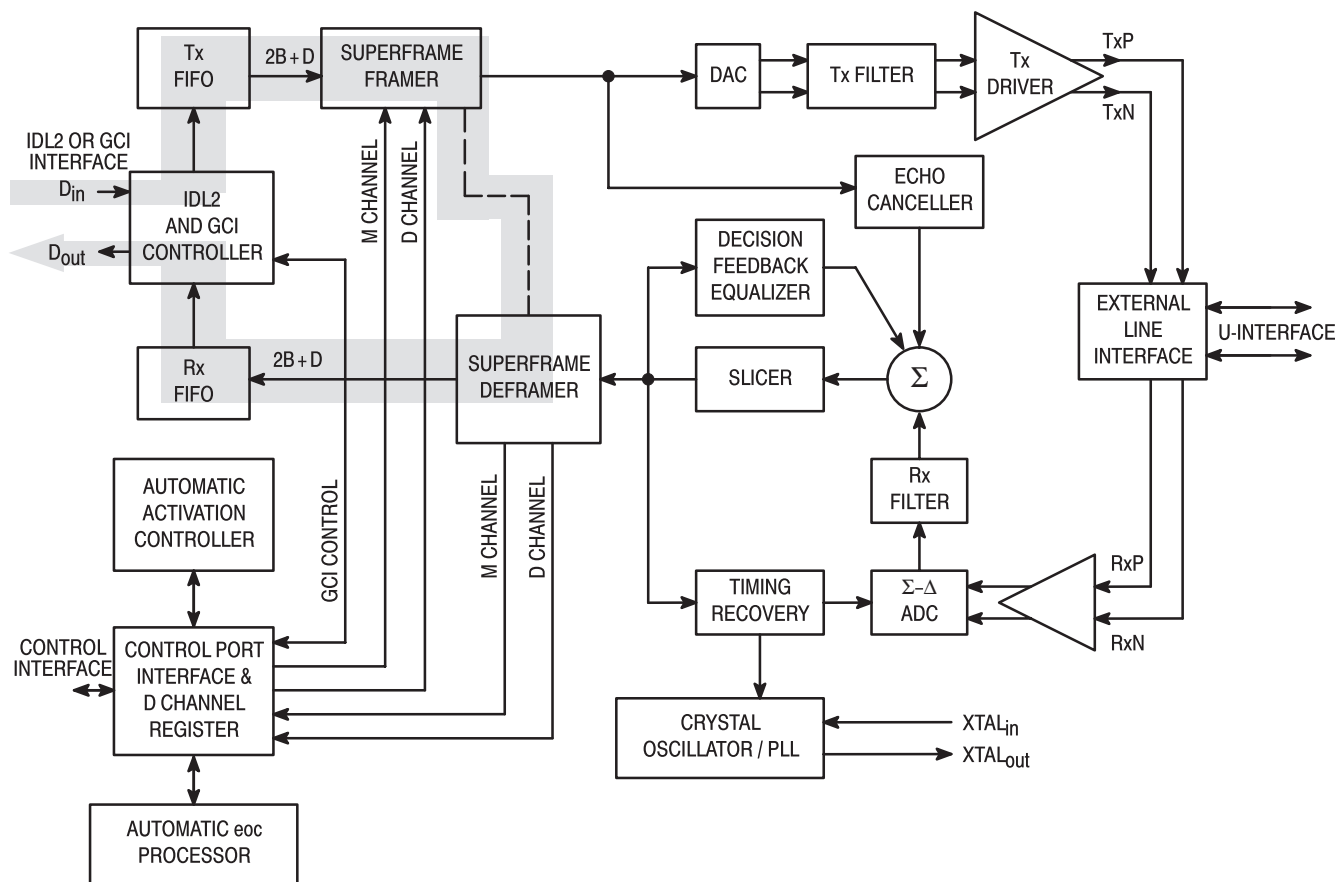 Tx
FIFO
2B+D
SUPERFRAME
FRAMER
DAC
Tx FILTER
Tx
DRIVER
TxP
TxN
IDL2 OR GCI
INTERFACE
Din
Dout
IDL2
AND GCI
CONTROLLER
M CHANNEL
D CHANNEL
ECHO
CANCELLER
DECISION
FEEDBACK
EQUALIZER
EXTERNAL
LINE
INTERFACE
U-INTERFACE
Rx
FIFO
2B+D
SUPERFRAME
DEFRAMER
SLICER
Σ
AUTOMATIC
ACTIVATION
CONTROLLER
GCI CONTROL
M CHANNEL
D CHANNEL
Rx
FILTER
TIMING
RECOVERY
Σ–Δ
ADC
RxP
RxN
CONTROL
INTERFACE
CONTROL PORT
INTERFACE &
D CHANNEL
REGISTER
CRYSTAL
OSCILLATOR / PLL
XTALin
XTALout
AUTOMATIC eoc
PROCESSOR